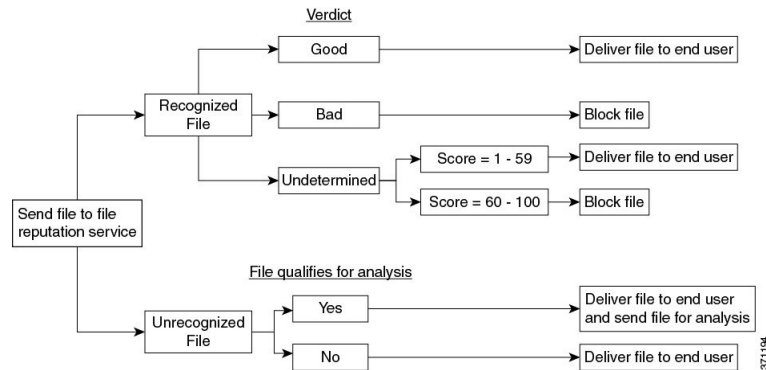 Verdict
Good
Deliver file to end user
Recognized
File
Bad
Block file
Undetermined
Score = 1 - 59
Deliver file to end user
Score = 60 - 100
Block file
Send file to file
reputation service
File qualifies for analysis
Unrecognized
File
Yes
Deliver file to end user
and send file for analysis
No
Deliver file to end user
371194